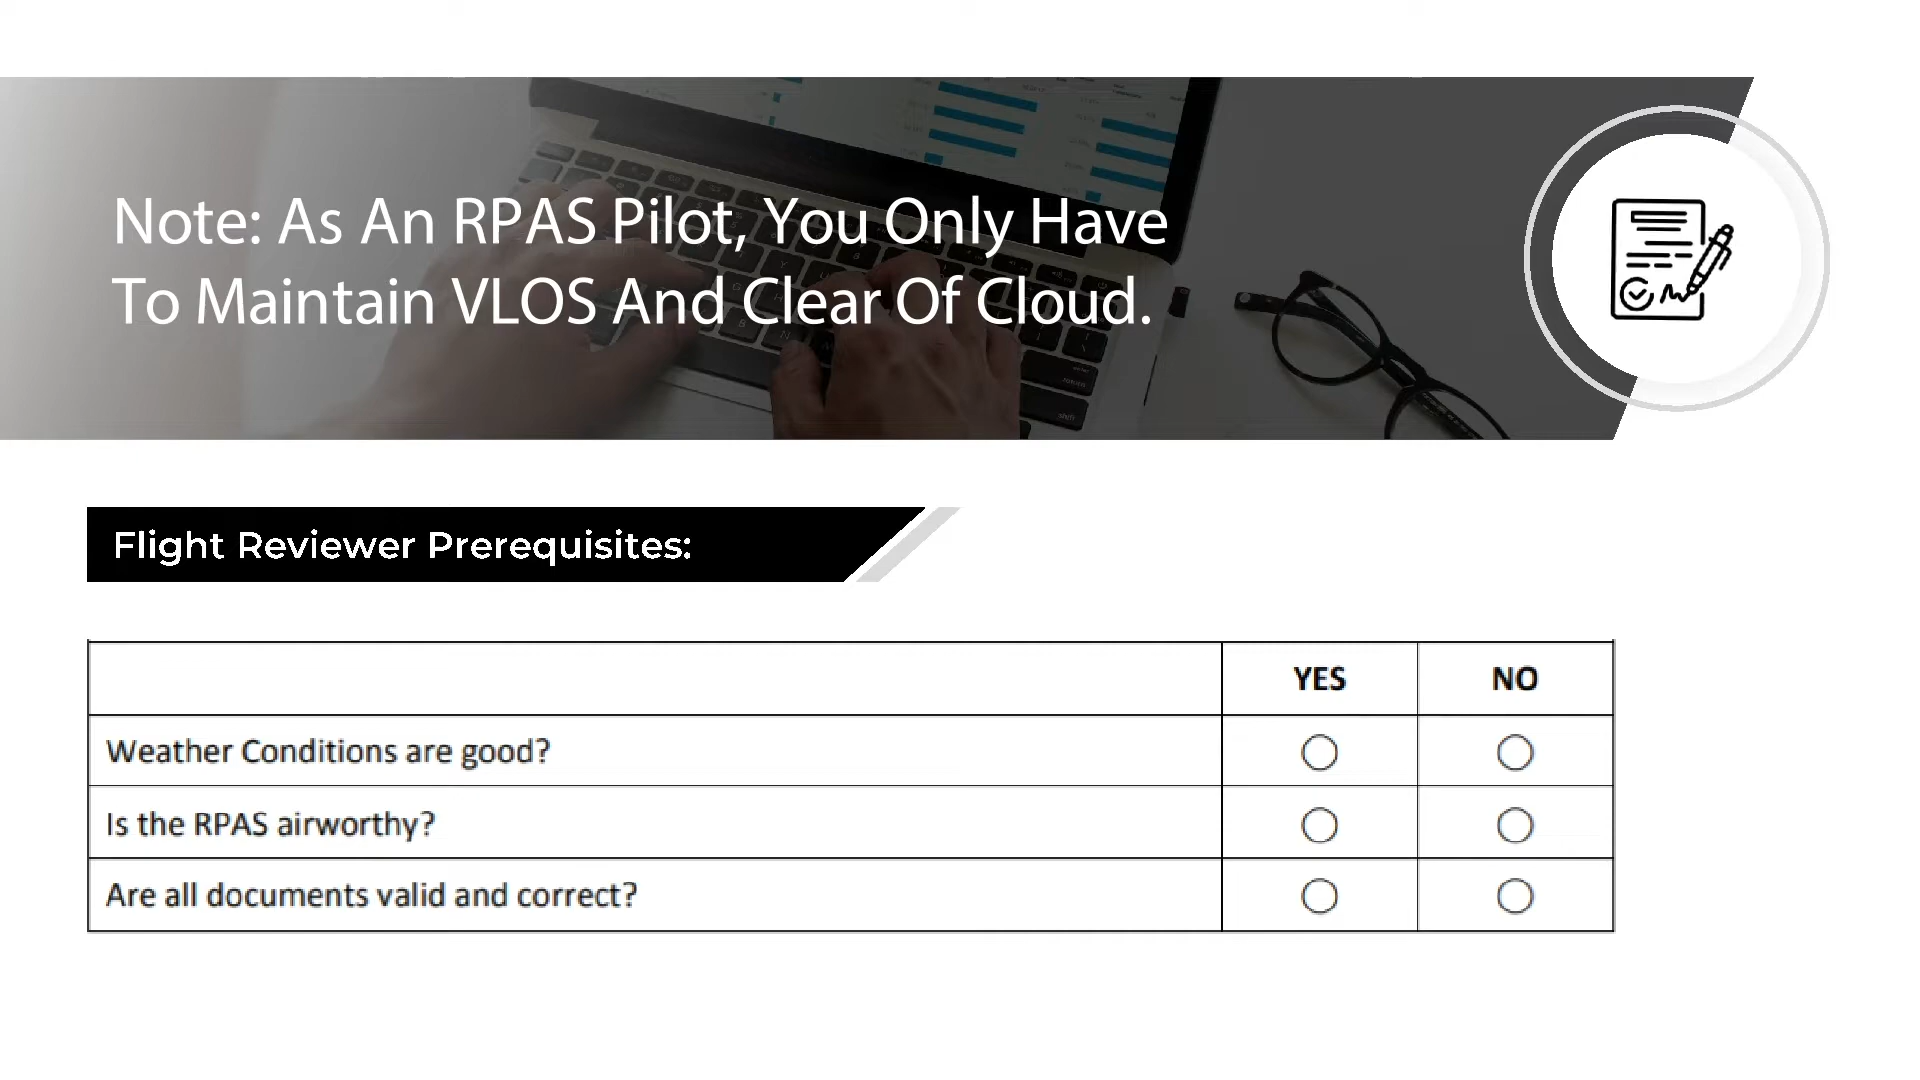 Note: As An RPAS Pilot, You Only Have
To Maintain VLOS And Clear Of Cloud.
Flight Reviewer Prerequisites:
YES NO
Weather Conditions are good?
Is the RPAS airworthy?
Are all documents valid and correct?